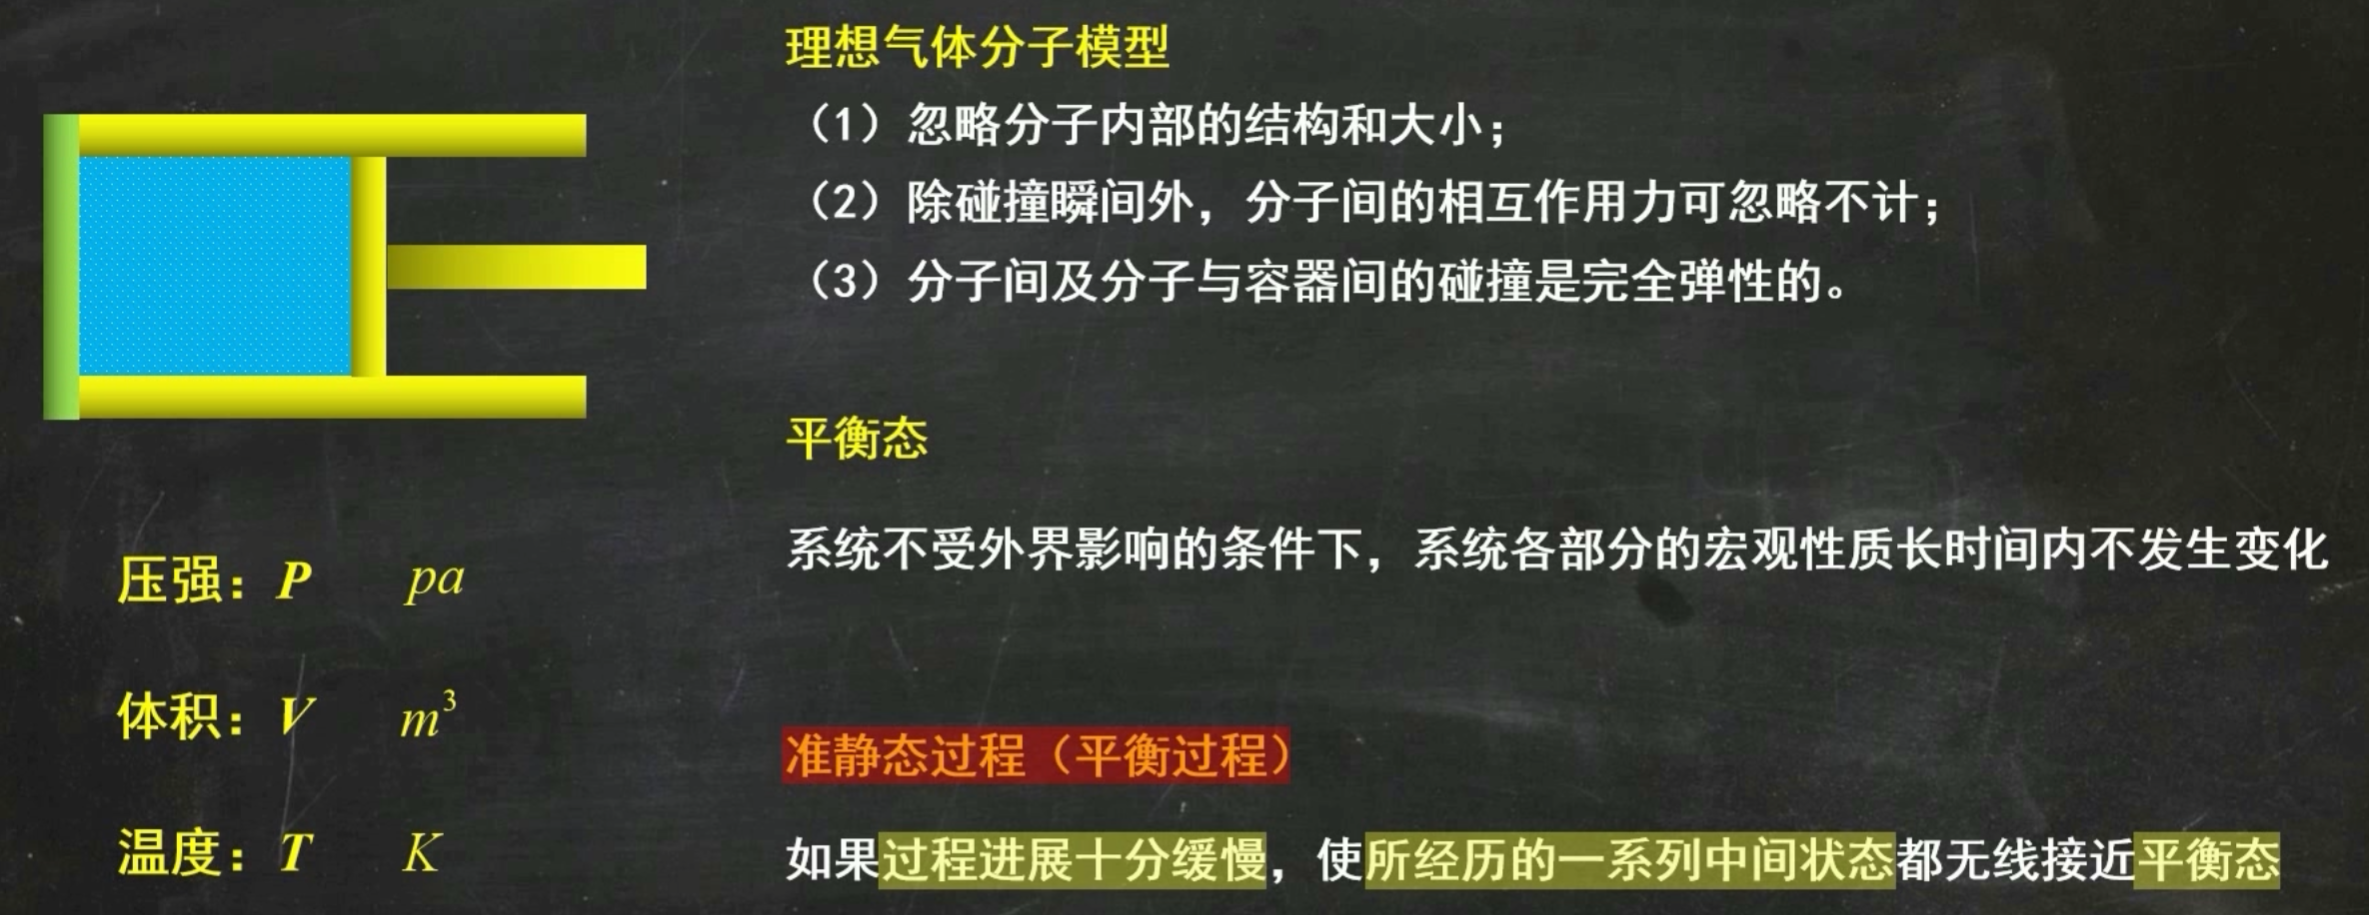 理想气体分子模型
（1）忽略分子内部的结构和大小；
（2）除碰撞瞬间外，分子间的相互作用力可忽略不计；
（3）分子间及分子与容器间的碰撞是完全弹性的。
平衡态
系统不受外界影响的条件下，系统各部分的宏观性质长时间内不发生变化
准静态过程（平衡过程）
如果过程进展十分缓慢，使所经历的一系列中间状态都无线接近平衡态
压强：P pa
体积：V m³
温度：T K